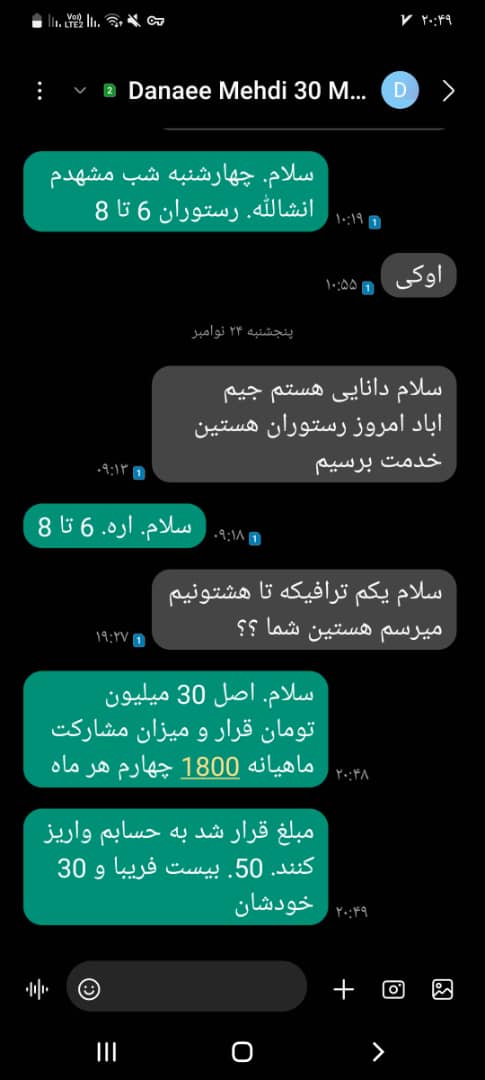 ۲۰:۴۹
Vo)) LTE2
2 Danaee Mehdi 30 M...
D
سلام. چهارشنبه شب مشهدم
انشالله. رستوران 6 تا 8
۱۰:۱۹ 1
اوکی
۱۰:۵۵ 1
پنجشنبه ۲۴ نوامبر
سلام دانایی هستم جیم
اباد امروز رستوران هستین
خدمت برسیم
۰۹:۱۳ 1
سلام. اره. 6 تا 8
۰۹:۱۸ 1
سلام یکم ترافیکه تا هشتونیم
میرسم هستین شما ؟؟
۱۹:۲۷ 1
سلام. اصل 30 میلیون
تومان قرار و میزان مشارکت
ماهیانه 1800 چهارم هر ماه
۲۰:۴۸
مبلغ قرار شد به حسابم واریز
کنند. 50. بیست فریبا و 30
خودشان
۲۰:۴۹